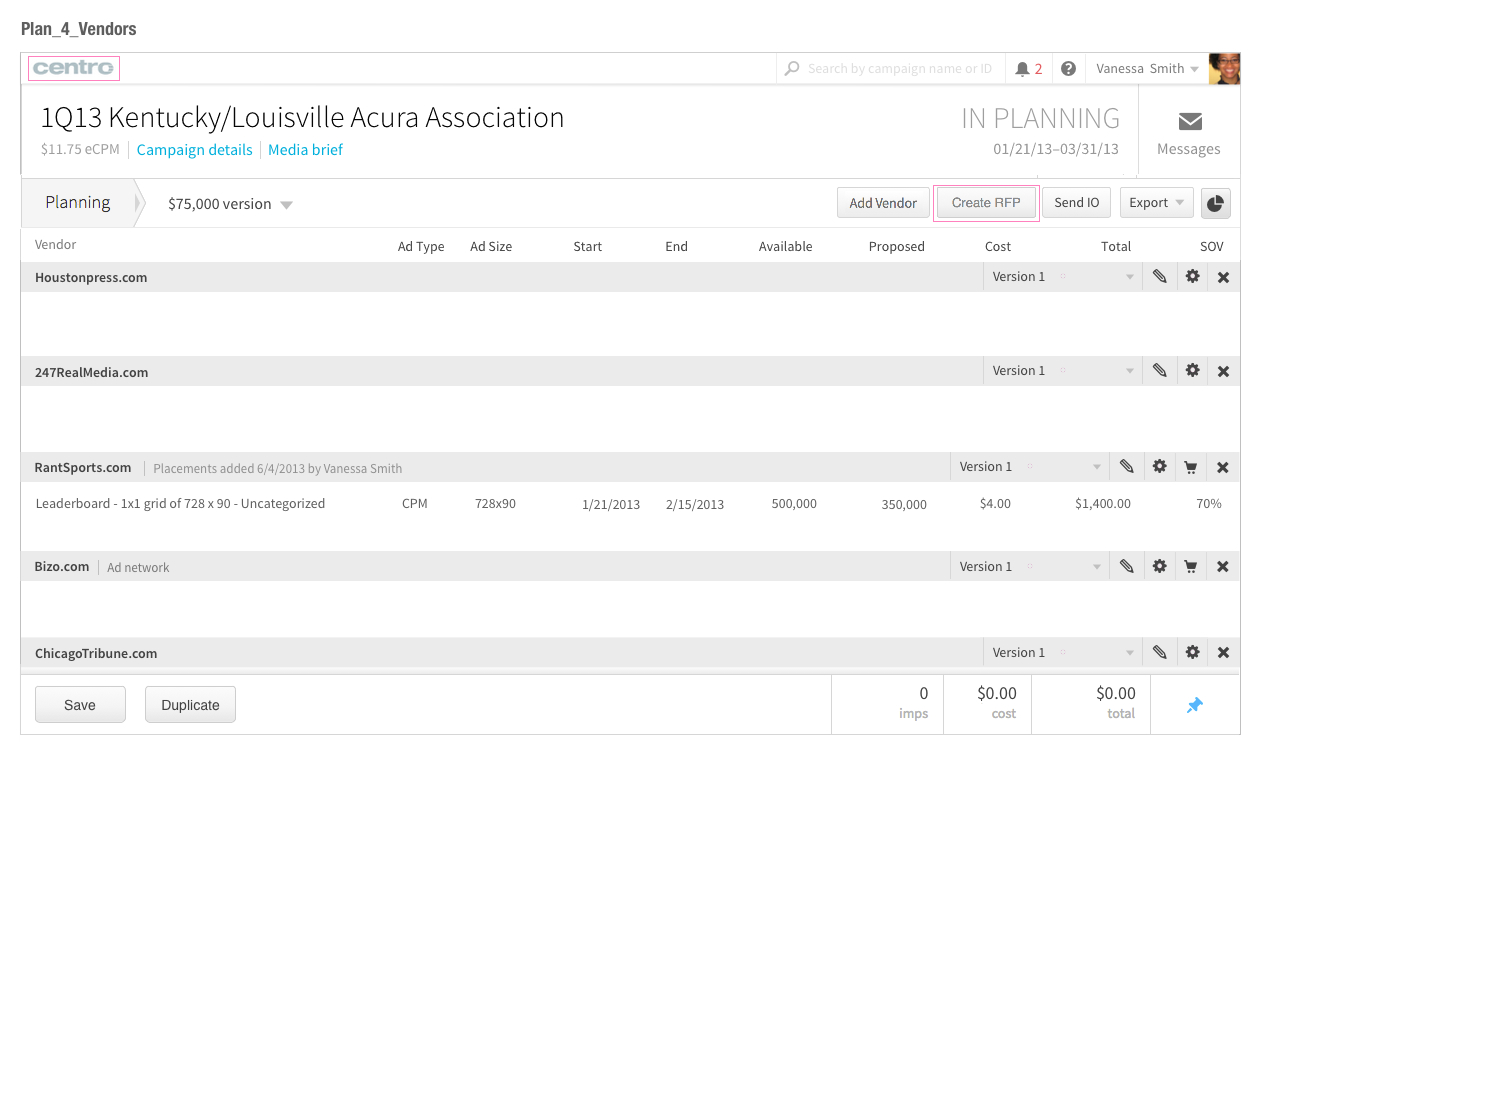 Plan_4_Vendors
centro
Search by campaign name or ID
2
?
Vanessa Smith
1Q13 Kentucky/Louisville Acura Association
IN PLANNING
$11.75 eCPM Campaign details Media brief
01/21/13–03/31/13
Messages
Planning
$75,000 version
Add Vendor
Create RFP
Send IO
Export
Vendor Ad Type Ad Size Start End Available Proposed Cost Total SOV
Houstonpress.com Version 1
247RealMedia.com Version 1
RantSports.com Placements added 6/4/2013 by Vanessa Smith Version 1
Leaderboard - 1x1 grid of 728 x 90 - Uncategorized CPM 728x90 1/21/2013 2/15/2013 500,000 350,000 $4.00 $1,400.00 70%
Bizo.com Ad network Version 1
ChicagoTribune.com Version 1
Save Duplicate
0 $0.00 $0.00
imps cost total